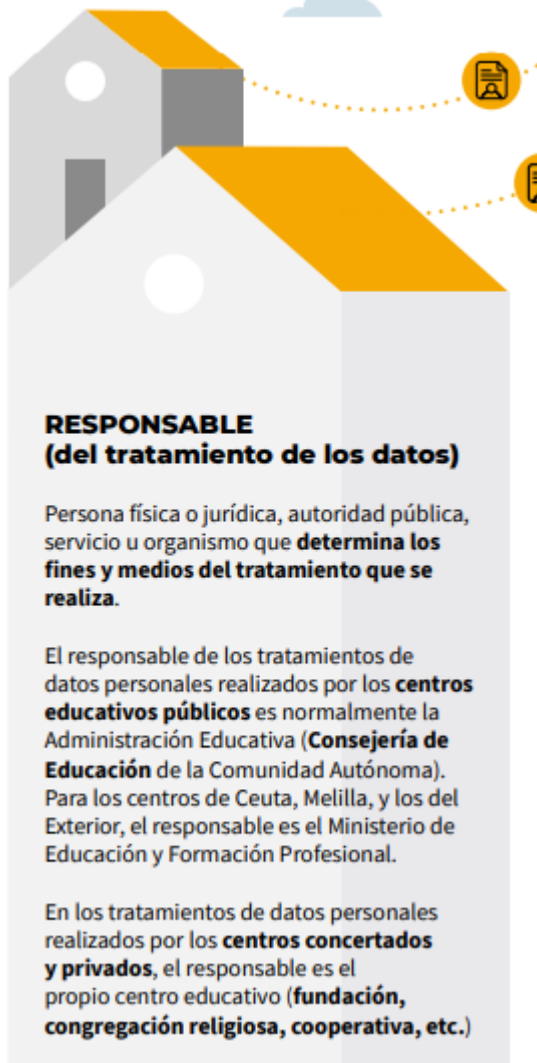 RESPONSABLE
(del tratamiento de los datos)
Persona física o jurídica, autoridad pública,
servicio u organismo que determina los
fines y medios del tratamiento que se
realiza.
El responsable de los tratamientos de
datos personales realizados por los centros
educativos públicos es normalmente la
Administración Educativa (Consejería de
Educación de la Comunidad Autónoma).
Para los centros de Ceuta, Melilla, y los del
Exterior, el responsable es el Ministerio de
Educación y Formación Profesional.
En los tratamientos de datos personales
realizados por los centros concertados
y privados, el responsable es el
propio centro educativo (fundación,
congregación religiosa, cooperativa, etc.)